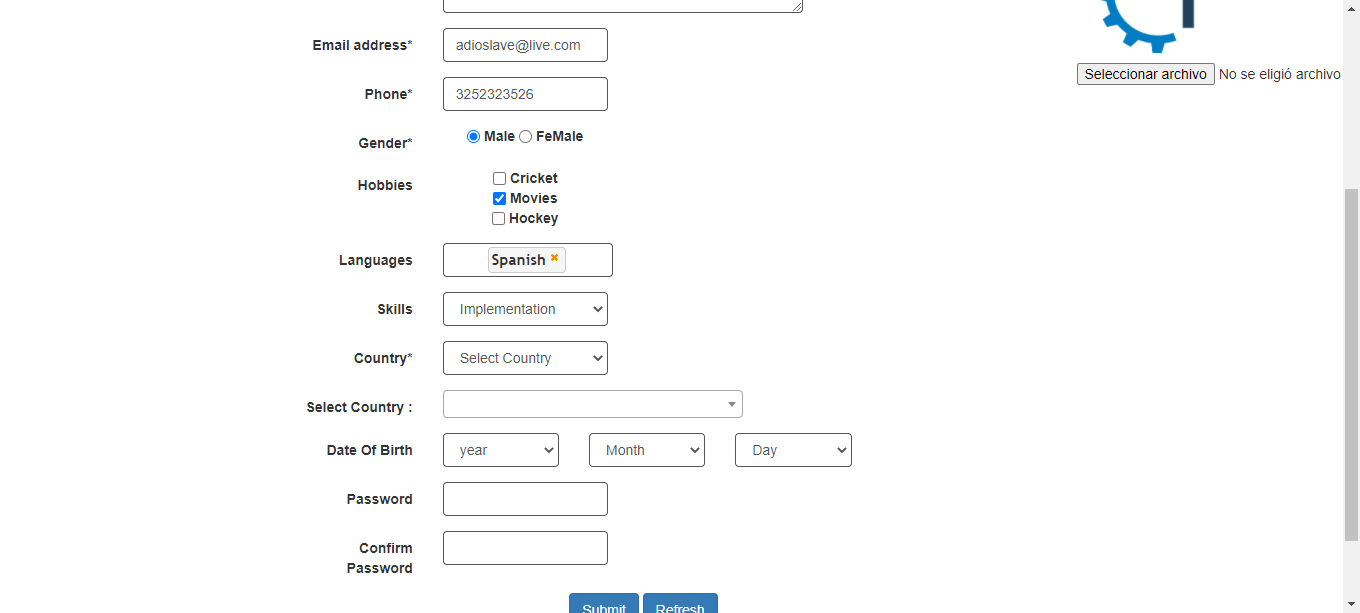 Email address* adioslave@live.com
Seleccionar archivo No se eligió archivo
Phone* 3252323526
Gender* Male FeMale
Hobbies Cricket
Movies
Hockey
Languages Spanish
Skills Implementation
Country* Select Country
Select Country :
Date Of Birth year Month Day
Password
Confirm
Password
Submit Refresh